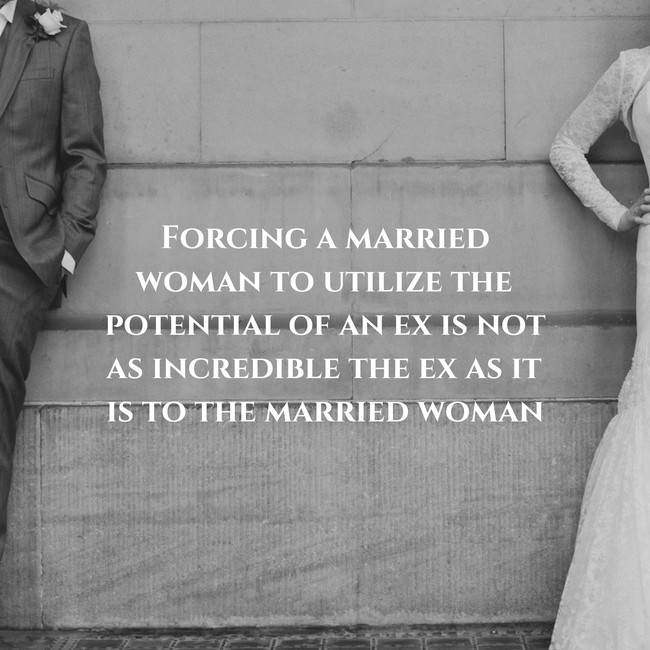 Forcing a married
woman to utilize the
potential of an ex is not
as incredible the ex as it
is to the married woman